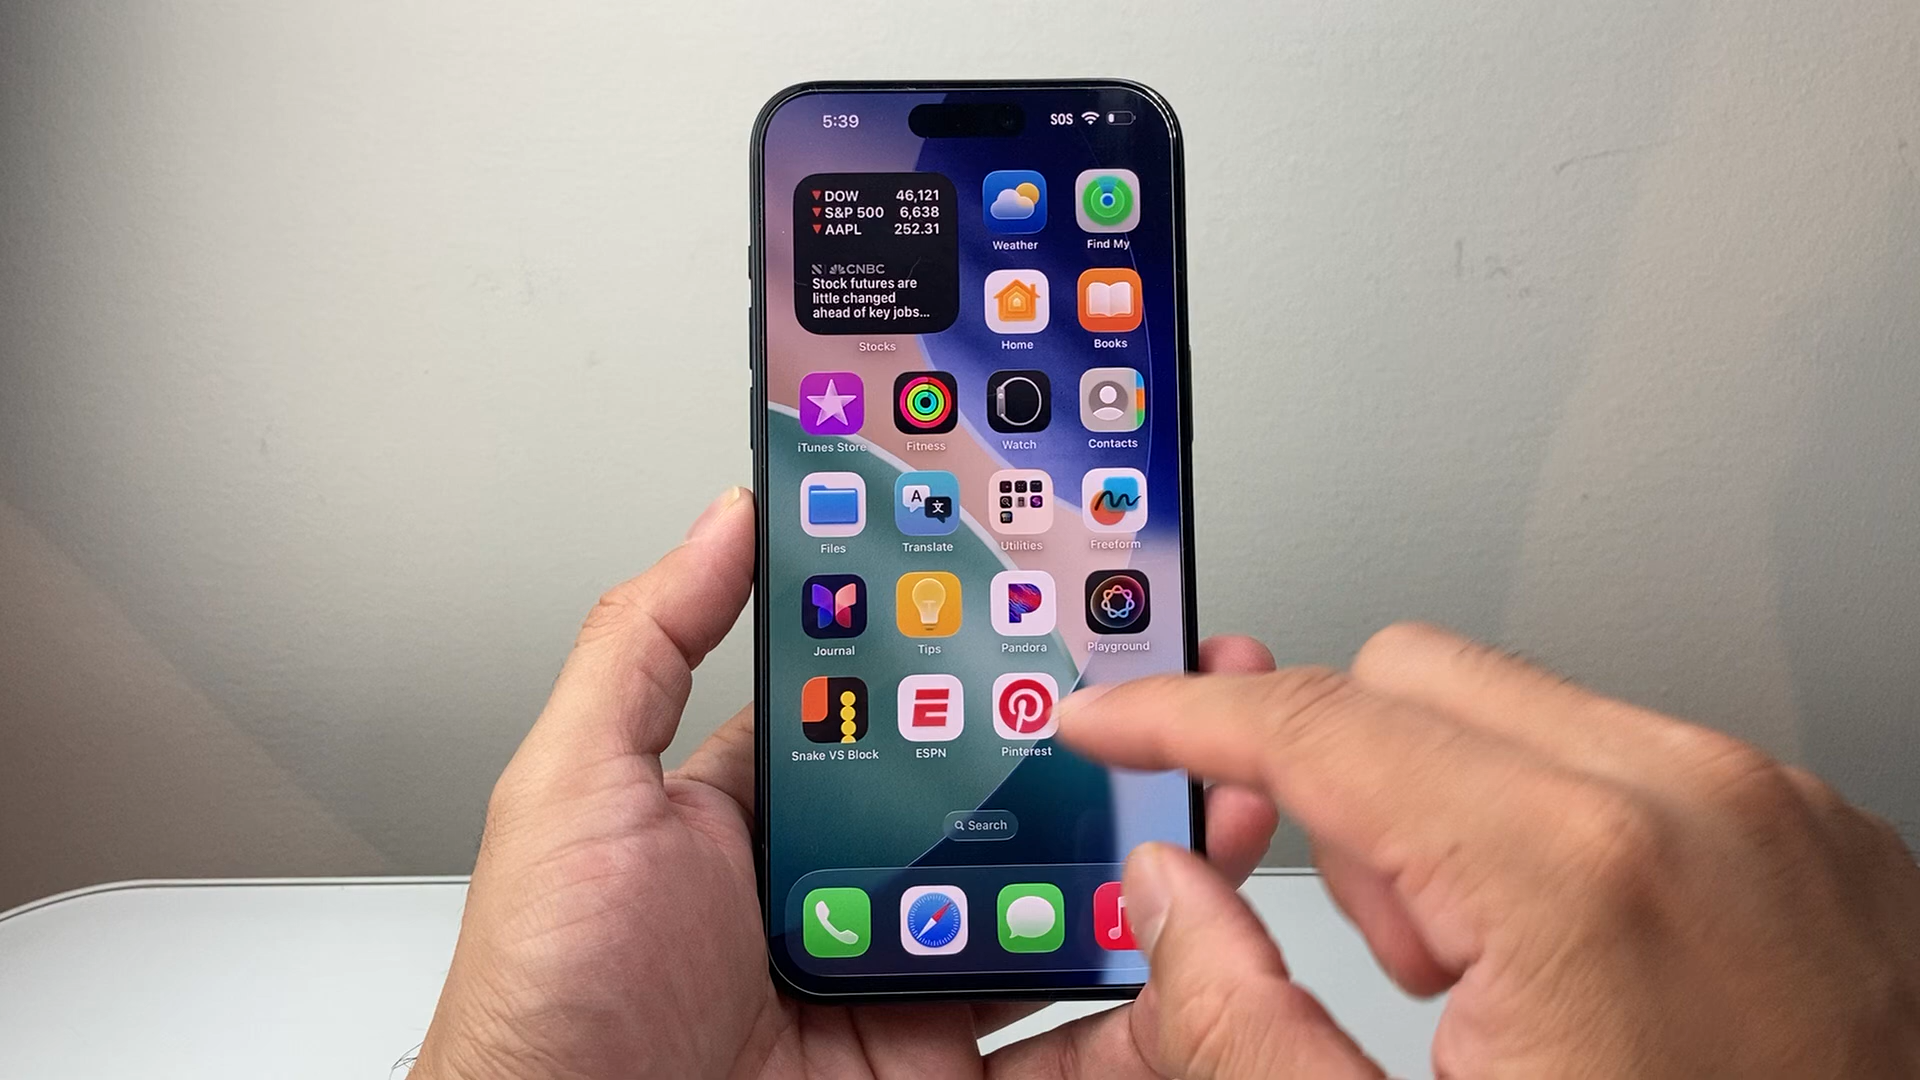 5:39
SOS
DOW 46,121
S&P 500 6,638
AAPL 252.31
CNBC
Stock futures are
little changed
ahead of key jobs...
Stocks
Weather
Find My
Home
Books
iTunes Store
Fitness
Watch
Contacts
A
文
Files
Translate
Utilities
Freeform
Journal
Tips
Pandora
Playground
Snake VS Block
ESPN
Pinterest
Search